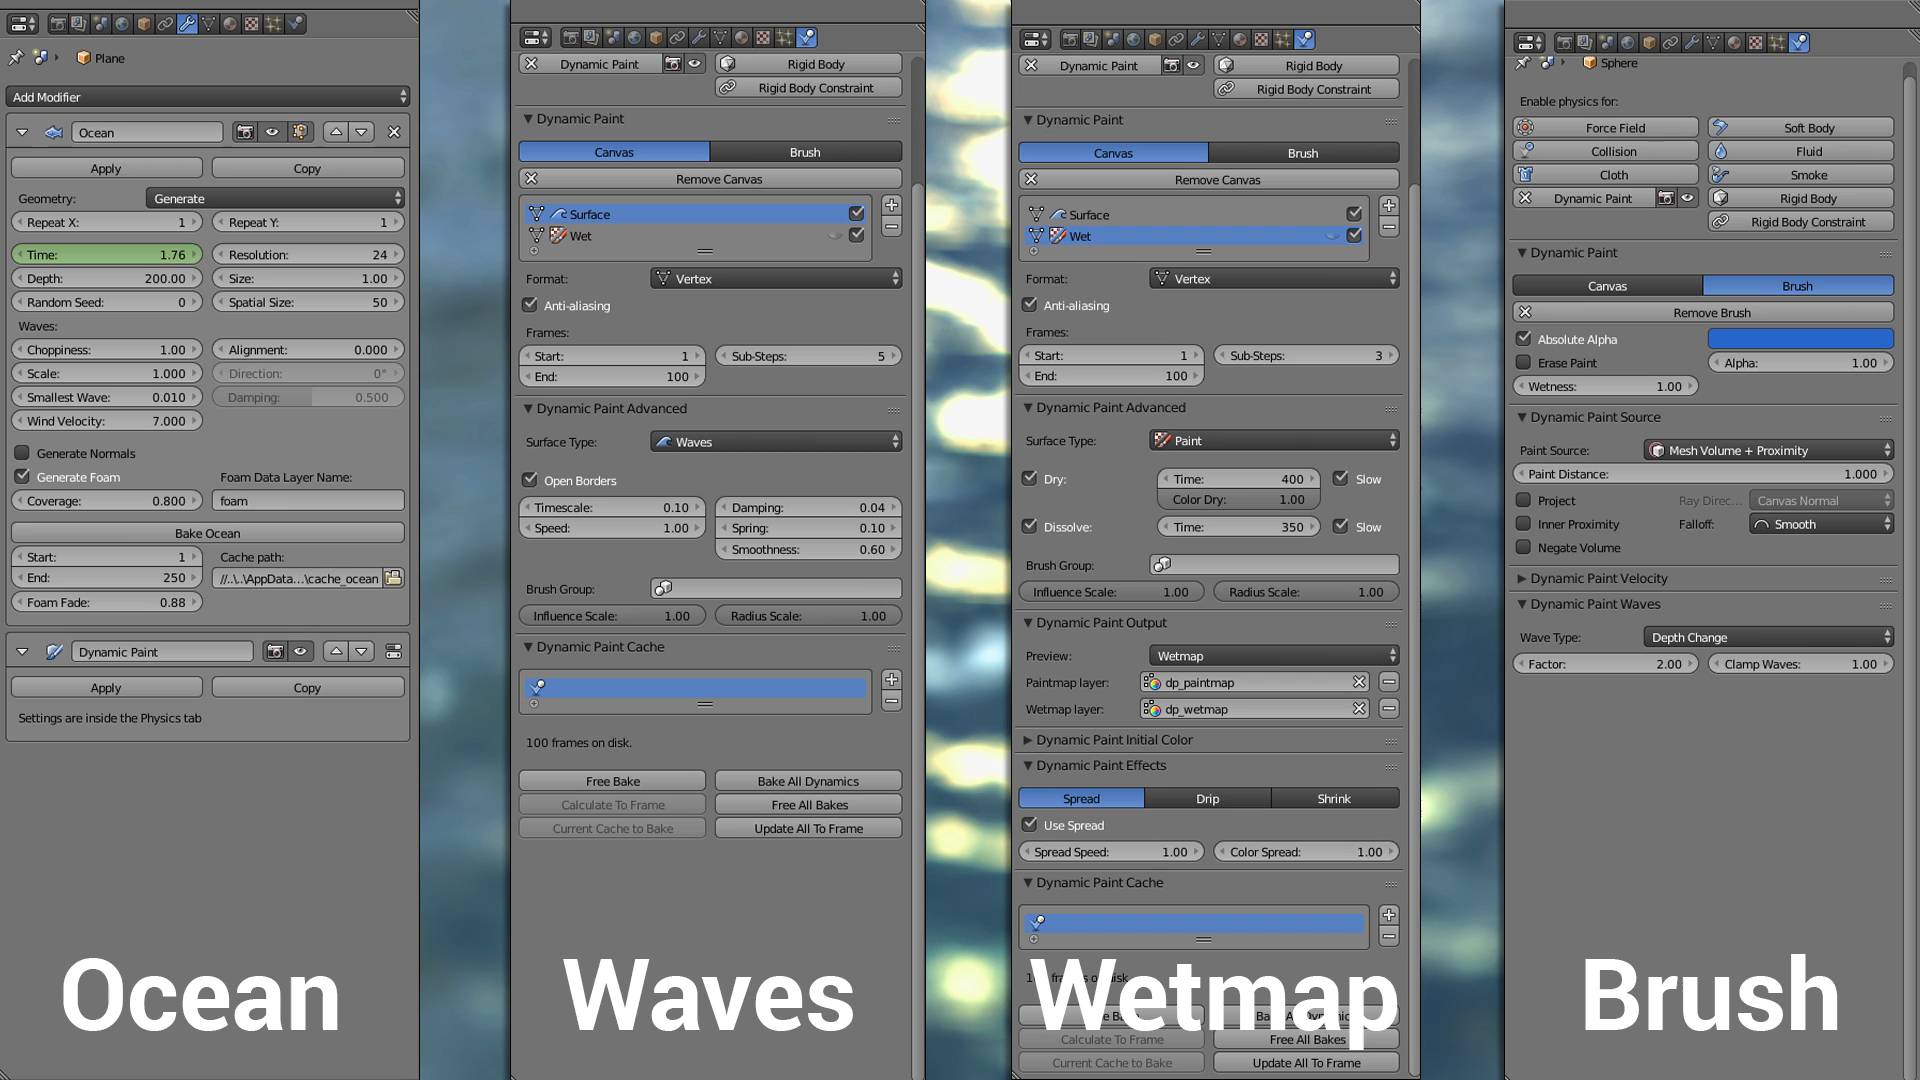 Plane
Add Modifier
Ocean
Apply Copy
Geometry: Generate
Repeat X: 1 Repeat Y: 1
Time: 1.76 Resolution: 24
Depth: 200.00 Size: 1.00
Random Seed: 0 Spatial Size: 50
Waves:
Choppiness: 1.00 Alignment: 0.000
Scale: 1.000 Direction: 0°
Smallest Wave: 0.010 Damping: 0.500
Wind Velocity: 7.000
Generate Normals
Generate Foam Foam Data Layer Name:
Coverage: 0.800 foam
Bake Ocean
Start: 1 Cache path:
End: 250 //..\..\AppData...\cache_ocean
Foam Fade: 0.88
Dynamic Paint
Apply Copy
Settings are inside the Physics tab
Ocean
Dynamic Paint Rigid Body
Rigid Body Constraint
Dynamic Paint
Canvas Brush
Remove Canvas
Surface
Wet
Format: Vertex
Anti-aliasing
Frames:
Start: 1 Sub-Steps: 5
End: 100
Dynamic Paint Advanced
Surface Type: Waves
Open Borders
Timescale: 0.10 Damping: 0.04
Speed: 1.00 Spring: 0.10
Smoothness: 0.60
Brush Group:
Influence Scale: 1.00 Radius Scale: 1.00
Dynamic Paint Cache
100 frames on disk.
Free Bake Bake All Dynamics
Calculate To Frame Free All Bakes
Current Cache to Bake Update All To Frame
Waves
Dynamic Paint Rigid Body
Rigid Body Constraint
Dynamic Paint
Canvas Brush
Remove Canvas
Surface
Wet
Format: Vertex
Anti-aliasing
Frames:
Start: 1 Sub-Steps: 3
End: 100
Dynamic Paint Advanced
Surface Type: Paint
Dry: Time: 400 Slow
Color Dry: 1.00
Dissolve: Time: 350 Slow
Brush Group:
Influence Scale: 1.00 Radius Scale: 1.00
Dynamic Paint Output
Preview: Wetmap
Paintmap layer: dp_paintmap
Wetmap layer: dp_wetmap
Dynamic Paint Initial Color
Dynamic Paint Effects
Spread Drip Shrink
Use Spread
Spread Speed: 1.00 Color Spread: 1.00
Dynamic Paint Cache
Wetmap
Calculate To Frame Free All Bakes
Current Cache to Bake Update All To Frame
Sphere
Enable physics for:
Force Field Soft Body
Collision Fluid
Cloth Smoke
Dynamic Paint Rigid Body
Rigid Body Constraint
Dynamic Paint
Canvas Brush
Remove Brush
Absolute Alpha
Erase Paint Alpha: 1.00
Wetness: 1.00
Dynamic Paint Source
Paint Source: Mesh Volume + Proximity
Paint Distance: 1.000
Project Ray Direc... Canvas Normal
Inner Proximity Falloff: Smooth
Negate Volume
Dynamic Paint Velocity
Dynamic Paint Waves
Wave Type: Depth Change
Factor: 2.00 Clamp Waves: 1.00
Brush